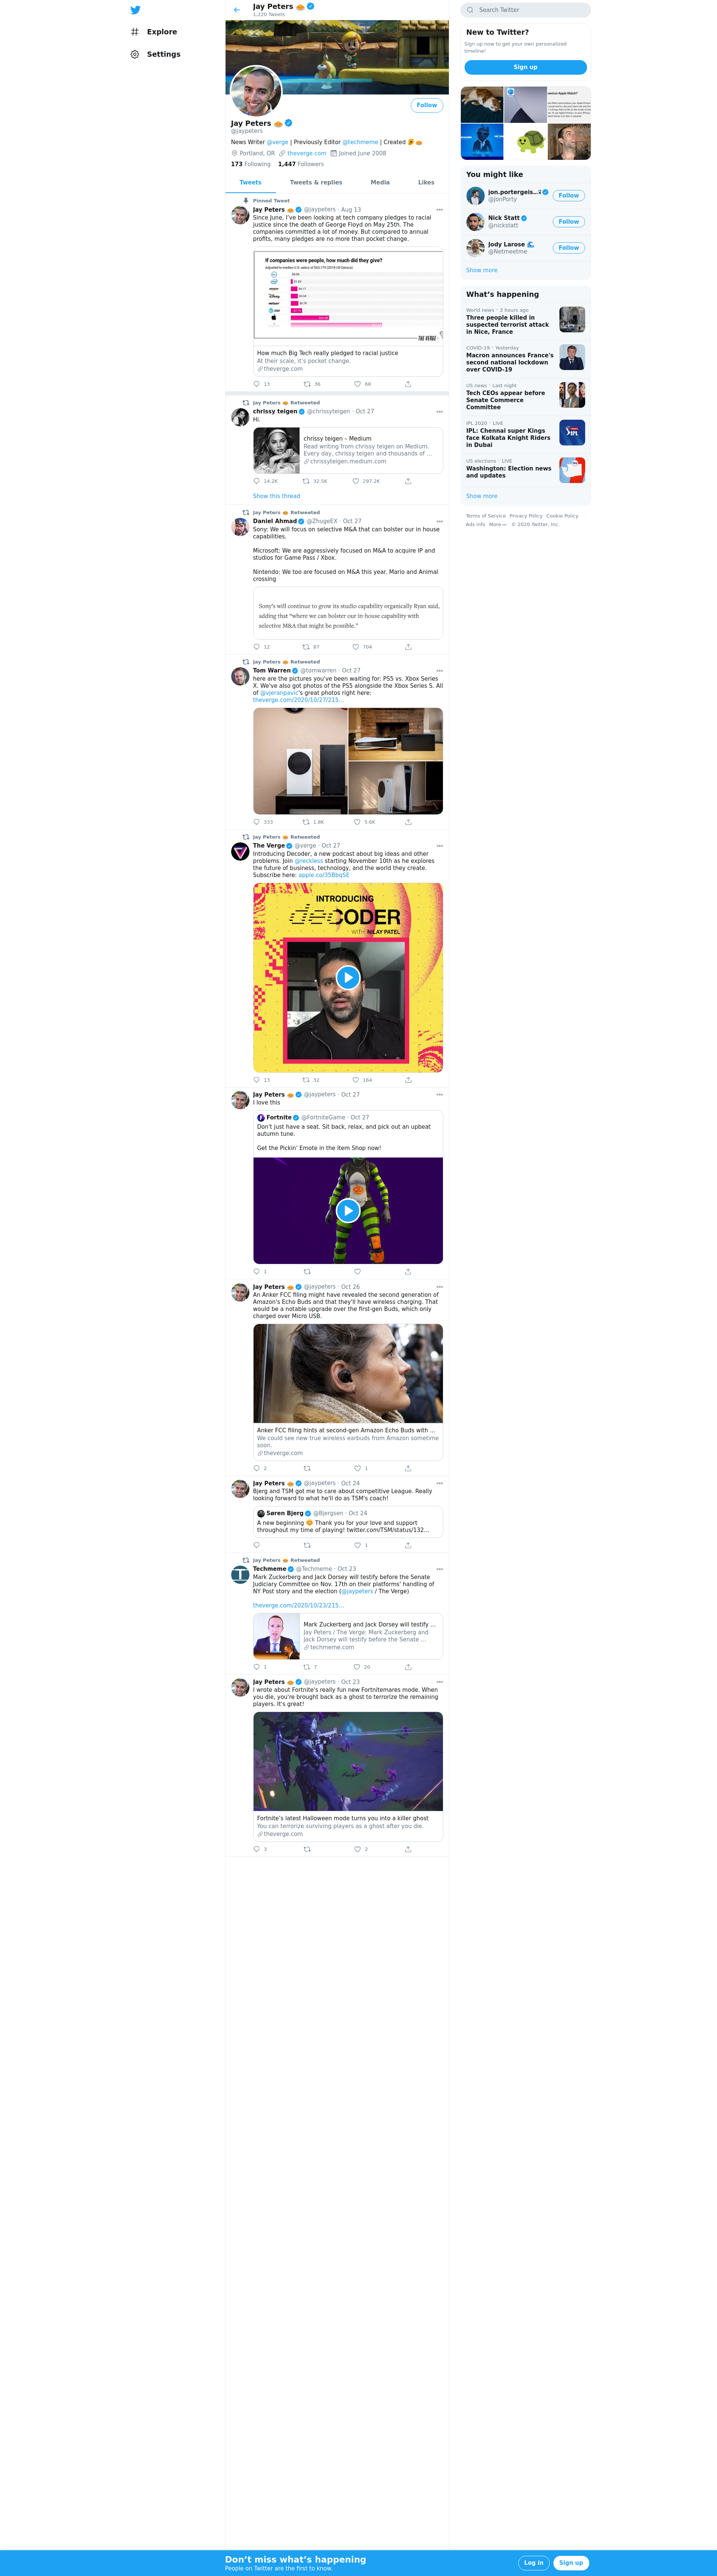 Explore
Settings
Jay Peters
1,220 Tweets
Follow
Jay Peters
@jaypeters
News Writer @verge | Previously Editor @techmeme | Created
Portland, OR theverge.com Joined June 2008
173 Following 1,447 Followers
Tweets Tweets & replies Media Likes
Pinned Tweet
Jay Peters @jaypeters · Aug 13
Since June, I've been looking at tech company pledges to racial
justice since the death of George Floyd on May 25th. The
companies committed a lot of money. But compared to annual
profits, many pledges are no more than pocket change.
If companies were people, how much did they give?
THE VERGE
How much Big Tech really pledged to racial justice
At their scale, it's pocket change.
theverge.com
13 36 68
Jay Peters Retweeted
chrissy teigen @chrissyteigen · Oct 27
Hi.
chrissy teigen – Medium
Read writing from chrissy teigen on Medium.
Every day, chrissy teigen and thousands of ...
chrissyteigen.medium.com
14.2K 32.5K 297.2K
Show this thread
Jay Peters Retweeted
Daniel Ahmad @ZhugeEX · Oct 27
Sony: We will focus on selective M&A that can bolster our in house
capabilities.
Microsoft: We are aggressively focused on M&A to acquire IP and
studios for Game Pass / Xbox.
Nintendo: We too are focused on M&A this year. Mario and Animal
crossing
Sony's will continue to grow its studio capability organically Ryan said,
adding that "where we can bolster our in-house capability with
selective M&A that might be possible."
12 87 704
Jay Peters Retweeted
Tom Warren @tomwarren · Oct 27
here are the pictures you've been waiting for: PS5 vs. Xbox Series
X. We've also got photos of the PS5 alongside the Xbox Series S. All
of @vjeranpavic's great photos right here:
theverge.com/2020/10/27/215...
333 1.8K 5.6K
Jay Peters Retweeted
The Verge @verge · Oct 27
Introducing Decoder, a new podcast about big ideas and other
problems. Join @reckless starting November 10th as he explores
the future of business, technology, and the world they create.
Subscribe here: apple.co/35BbqSE
INTRODUCING
deCODER
WITH NILAY PATEL
13 32 164
Jay Peters @jaypeters · Oct 27
I love this
Fortnite @FortniteGame · Oct 27
Don't just have a seat. Sit back, relax, and pick out an upbeat
autumn tune.
Get the Pickin' Emote in the Item Shop now!
1
Jay Peters @jaypeters · Oct 26
An Anker FCC filing might have revealed the second generation of
Amazon's Echo Buds and that they'll have wireless charging. That
would be a notable upgrade over the first-gen Buds, which only
charged over Micro USB.
Anker FCC filing hints at second-gen Amazon Echo Buds with ...
We could see new true wireless earbuds from Amazon sometime
soon.
theverge.com
2 1
Jay Peters @jaypeters · Oct 24
Bjerg and TSM got me to care about competitive League. Really
looking forward to what he'll do as TSM's coach!
Søren Bjerg @Bjergsen · Oct 24
A new beginning Thank you for your love and support
throughout my time of playing! twitter.com/TSM/status/132...
1
Jay Peters Retweeted
Techmeme @Techmeme · Oct 23
Mark Zuckerberg and Jack Dorsey will testify before the Senate
Judiciary Committee on Nov. 17th on their platforms' handling of
NY Post story and the election (@jaypeters / The Verge)
theverge.com/2020/10/23/215...
Mark Zuckerberg and Jack Dorsey will testify ...
Jay Peters / The Verge: Mark Zuckerberg and
Jack Dorsey will testify before the Senate ...
techmeme.com
1 7 20
Jay Peters @jaypeters · Oct 23
I wrote about Fortnite's really fun new Fortnitemares mode. When
you die, you're brought back as a ghost to terrorize the remaining
players. It's great!
Fortnite's latest Halloween mode turns you into a killer ghost
You can terrorize surviving players as a ghost after you die.
theverge.com
3 2
Search Twitter
New to Twitter?
Sign up now to get your own personalized
timeline!
Sign up
You might like
jon.porter
@JonPorty
Follow
Nick Statt
@nickstatt
Follow
Jody Larose
@Netmeetme
Follow
Show more
What's happening
World news · 3 hours ago
Three people killed in
suspected terrorist attack
in Nice, France
COVID-19 · Yesterday
Macron announces France's
second national lockdown
over COVID-19
US news · Last night
Tech CEOs appear before
Senate Commerce
Committee
IPL 2020 · LIVE
IPL: Chennai super Kings
face Kolkata Knight Riders
in Dubai
IPL
US elections · LIVE
Washington: Election news
and updates
Show more
Terms of Service Privacy Policy Cookie Policy
Ads info More © 2020 Twitter, Inc.
Don't miss what's happening
People on Twitter are the first to know.
Log in Sign up